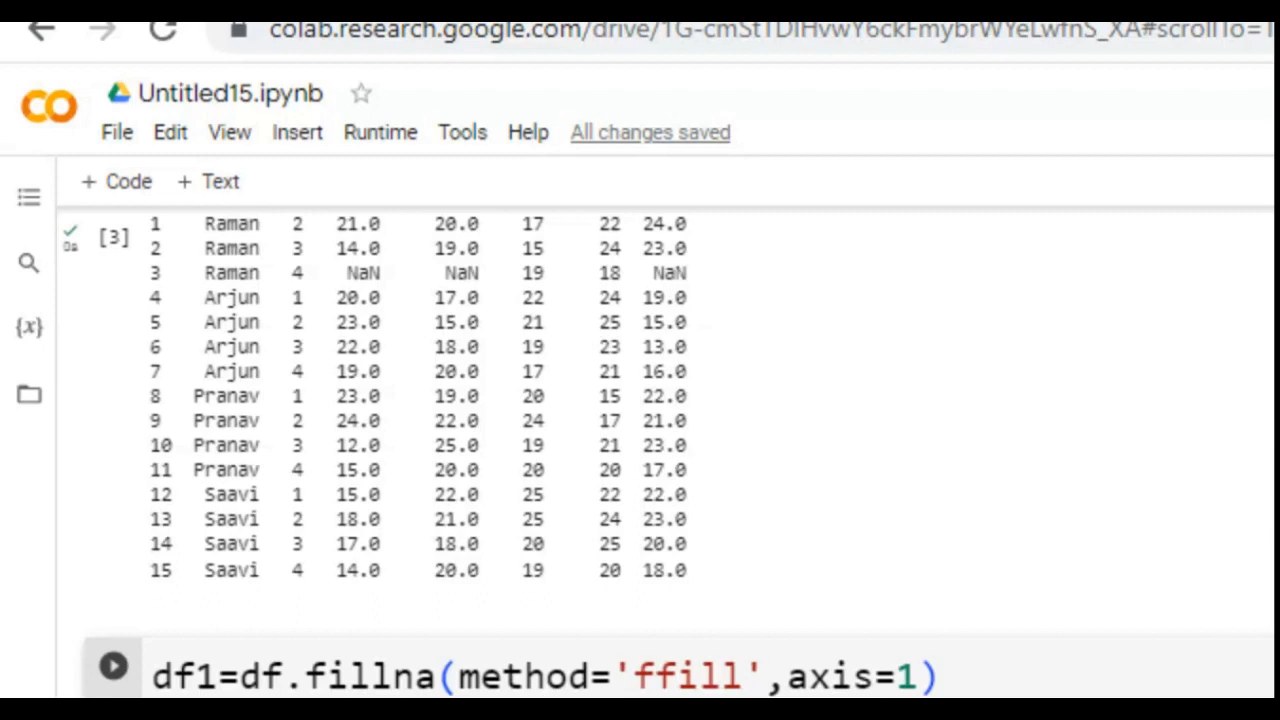 colab.research.google.com/drive/
Untitled15.ipynb
File Edit View Insert Runtime Tools Help All changes saved
+ Code + Text
[3] 1 Raman 2 21.0 20.0 17 22 24.0
0s 2 Raman 3 14.0 19.0 15 24 23.0
3 Raman 4 NaN NaN 19 18 NaN
4 Arjun 1 20.0 17.0 22 24 19.0
5 Arjun 2 23.0 15.0 21 25 15.0
6 Arjun 3 22.0 18.0 19 23 13.0
7 Arjun 4 19.0 20.0 17 21 16.0
8 Pranav 1 23.0 19.0 20 15 22.0
9 Pranav 2 24.0 22.0 24 17 21.0
10 Pranav 3 12.0 25.0 19 21 23.0
11 Pranav 4 15.0 20.0 20 20 17.0
12 Saavi 1 15.0 22.0 25 22 22.0
13 Saavi 2 18.0 21.0 25 24 23.0
14 Saavi 3 17.0 18.0 20 25 20.0
15 Saavi 4 14.0 20.0 19 20 18.0
df1=df.fillna(method='ffill',axis=1)